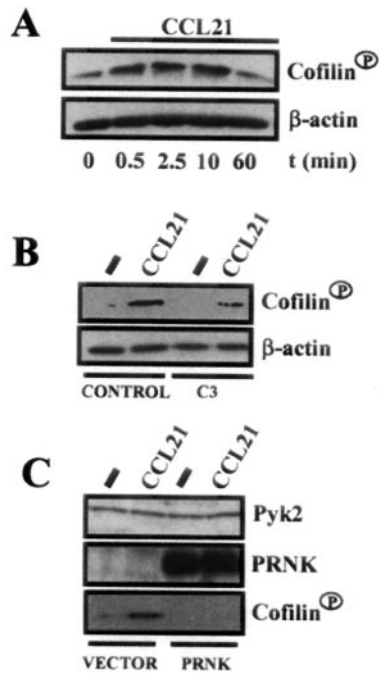 A
CCL21
Cofilin Ⓟ
β-actin
0 0.5 2.5 10 60 t (min)
B
– CCL21 – CCL21
Cofilin Ⓟ
β-actin
CONTROL C3
C
– CCL21 – CCL21
Pyk2
PRNK
Cofilin Ⓟ
VECTOR PRNK